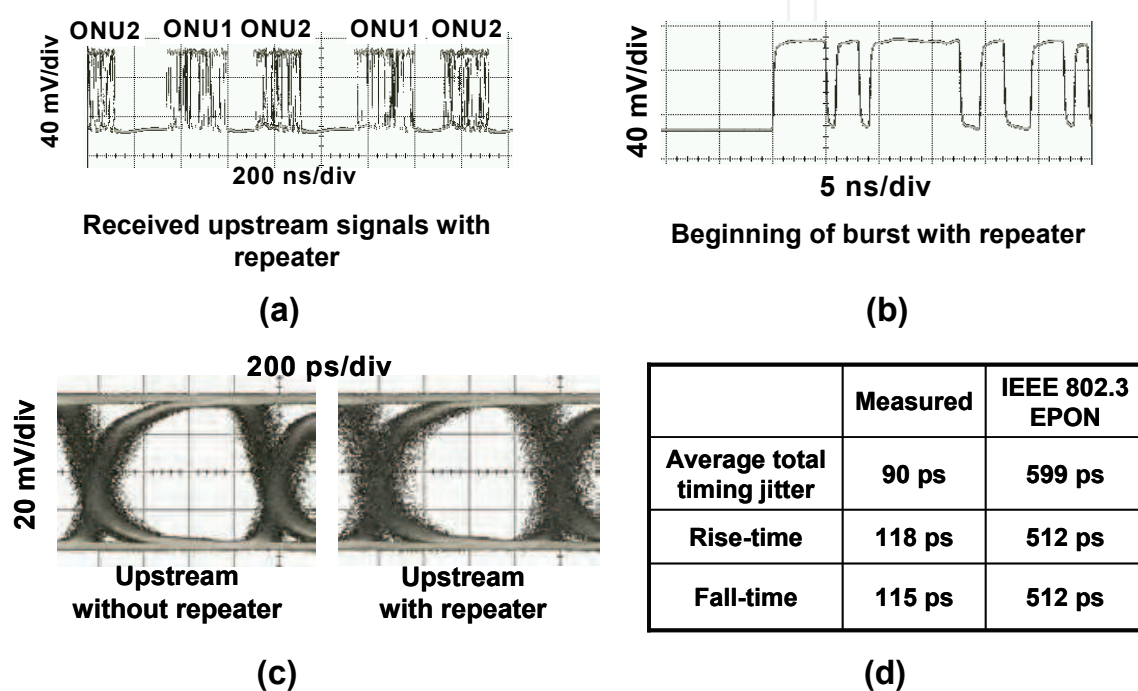 ONU2 ONU1 ONU2 ONU1 ONU2
40 mV/div
200 ns/div
Received upstream signals with
repeater
(a)
40 mV/div
5 ns/div
Beginning of burst with repeater
(b)
200 ps/div
20 mV/div
Upstream
without repeater
Upstream
with repeater
(c)
Measured
IEEE 802.3
EPON
Average total
timing jitter
90 ps
599 ps
Rise-time
118 ps
512 ps
Fall-time
115 ps
512 ps
(d)